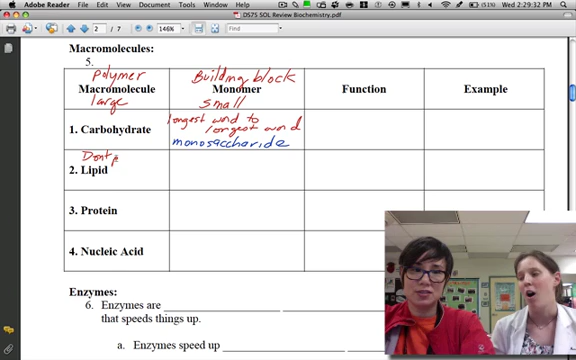 Adobe Reader File Edit View Window Help
2:29:32 PM
DS75 SOL Review Biochemistry.pdf
2 / 7
146%
Find
Macromolecules:
5.
Polymer
Macromolecule
large
Building block
Monomer
small
Function
Example
1. Carbohydrate
longest word to
longest word
monosaccharide
Dont
2. Lipid
3. Protein
4. Nucleic Acid
Enzymes:
6. Enzymes are
that speeds things up.
a. Enzymes speed up